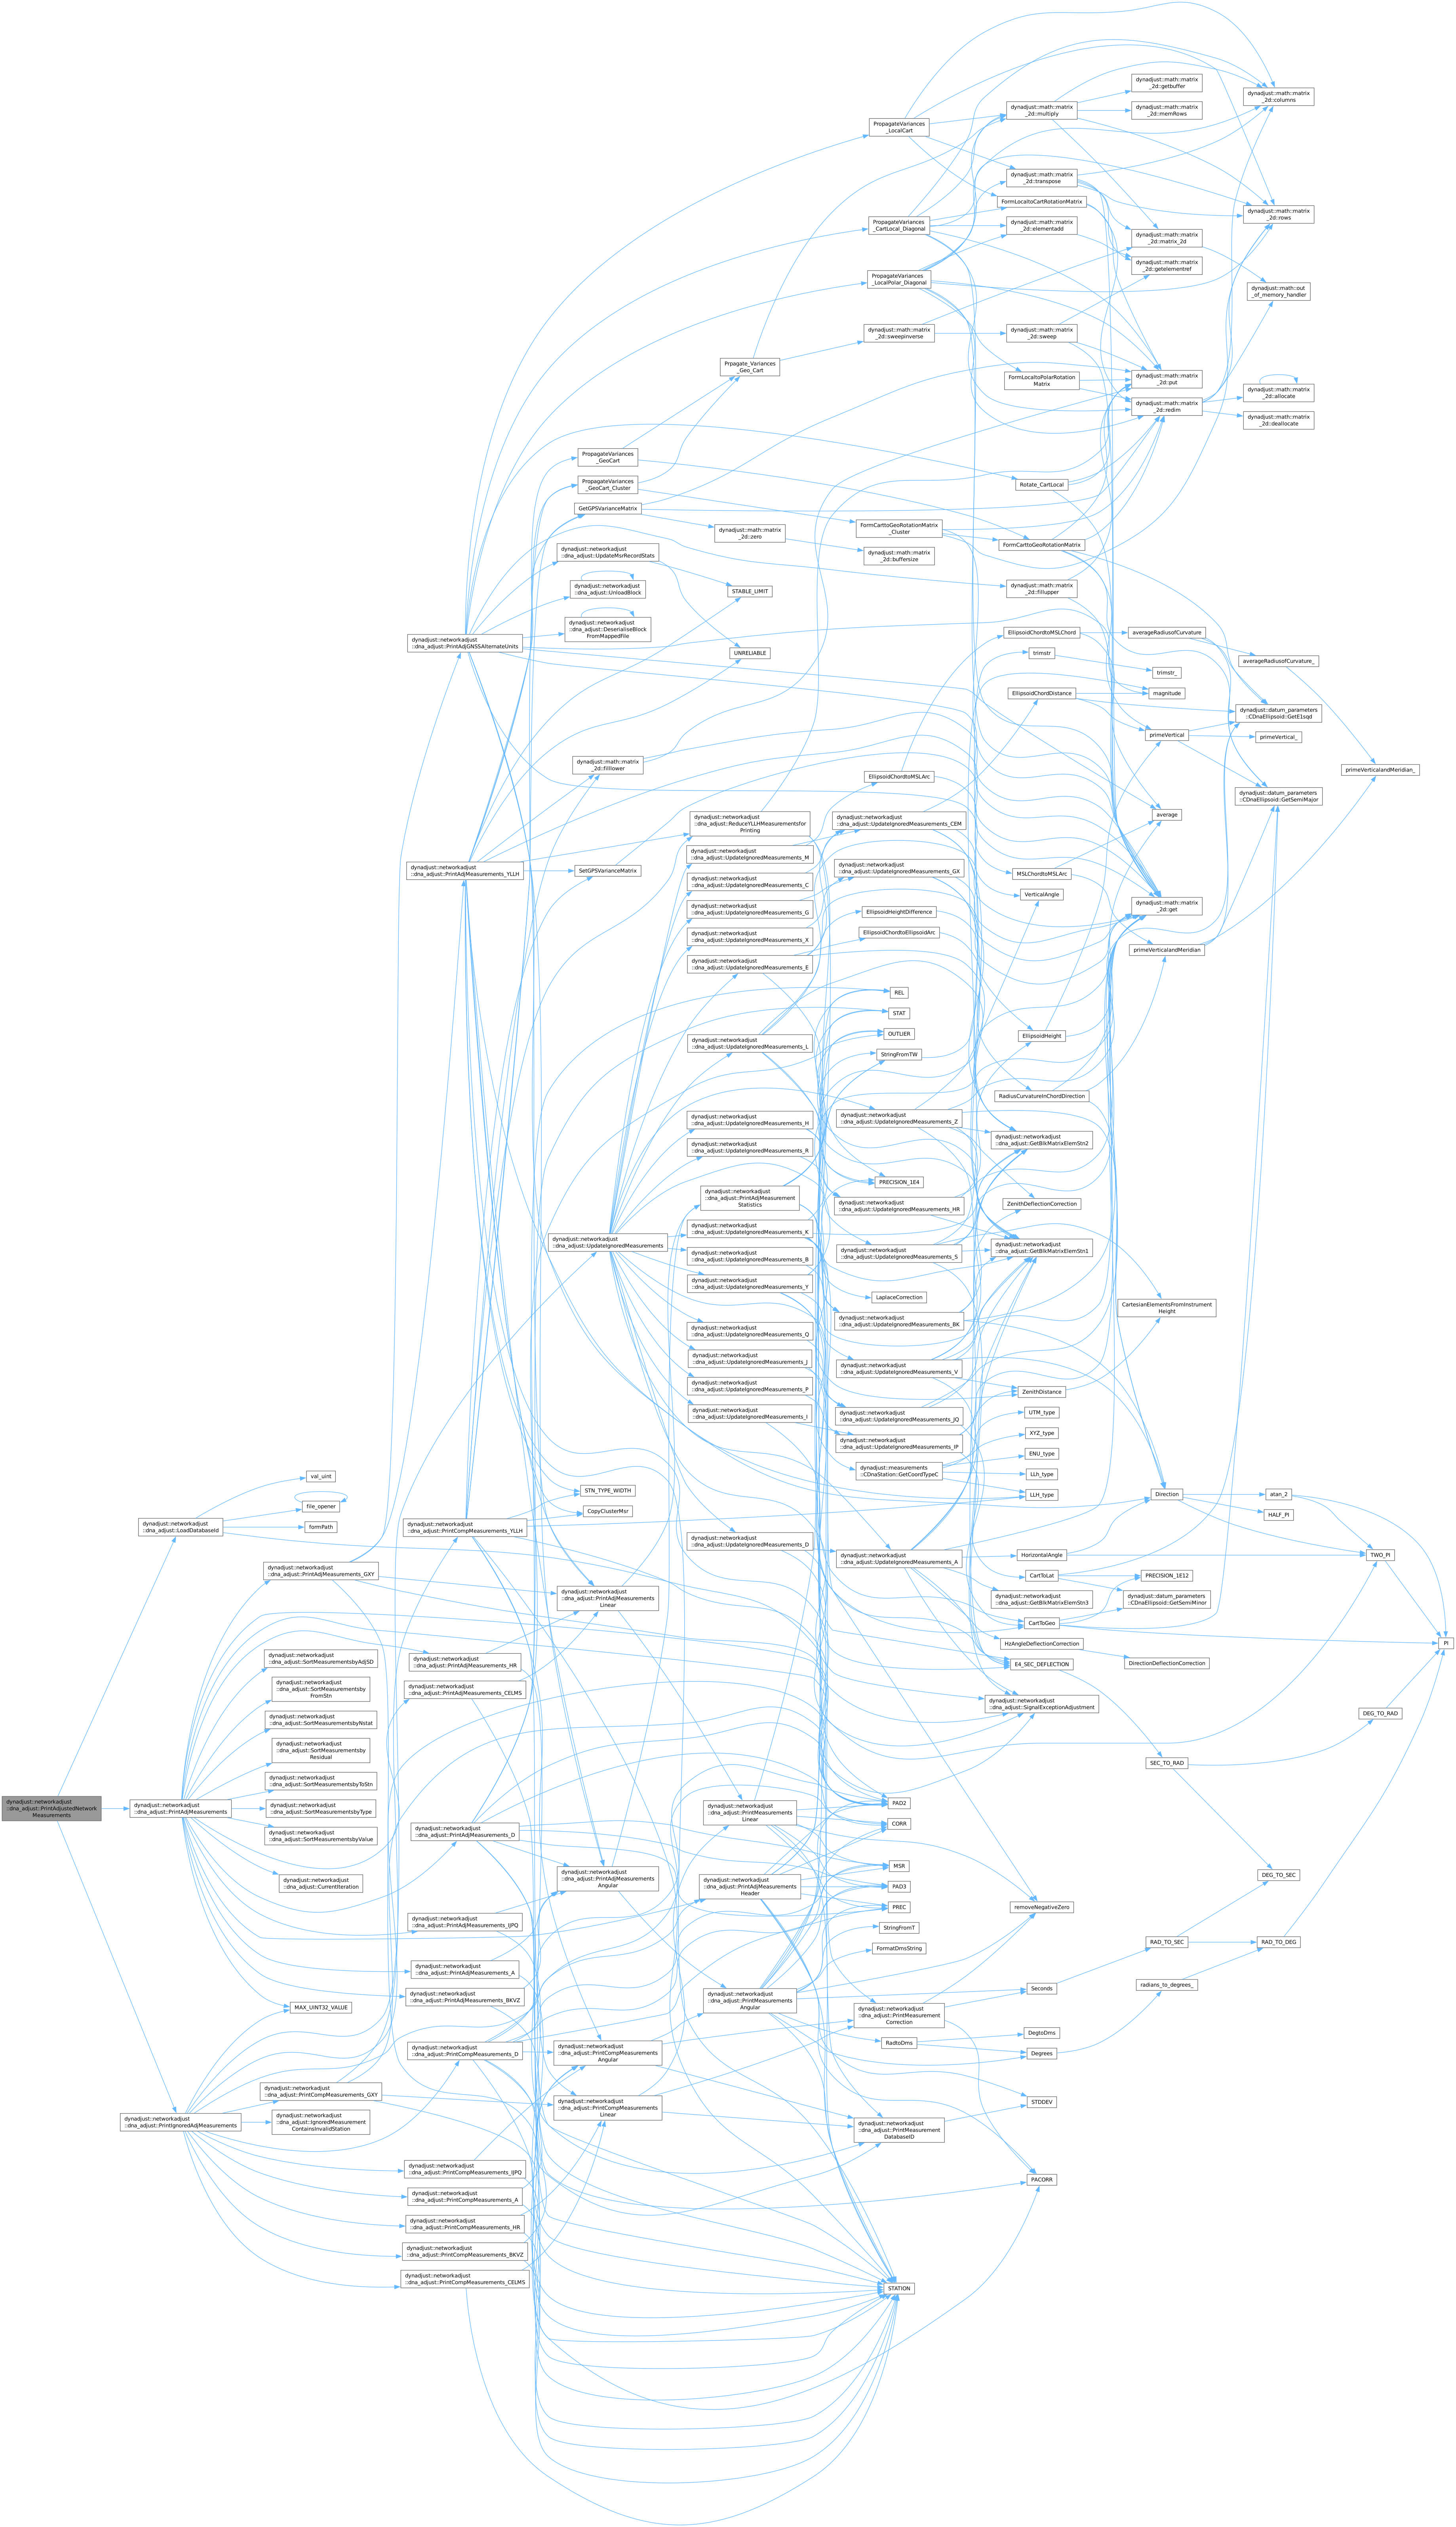 dynadjust::networkadjust
::dna_adjust::PrintAdjustedNetwork
Measurements
dynadjust::networkadjust
::dna_adjust::LoadDatabaseId
dynadjust::networkadjust
::dna_adjust::PrintAdjMeasurements
dynadjust::networkadjust
::dna_adjust::PrintIgnoredAdjMeasurements
val_uint
file_opener
formPath
dynadjust::networkadjust
::dna_adjust::PrintAdjMeasurements_GXY
dynadjust::networkadjust
::dna_adjust::SortMeasurementsbyAdjSD
dynadjust::networkadjust
::dna_adjust::SortMeasurementsby
FromStn
dynadjust::networkadjust
::dna_adjust::SortMeasurementsbyNstat
dynadjust::networkadjust
::dna_adjust::SortMeasurementsby
Residual
dynadjust::networkadjust
::dna_adjust::SortMeasurementsbyToStn
dynadjust::networkadjust
::dna_adjust::SortMeasurementsbyType
dynadjust::networkadjust
::dna_adjust::SortMeasurementsbyValue
dynadjust::networkadjust
::dna_adjust::CurrentIteration
MAX_UINT32_VALUE
dynadjust::networkadjust
::dna_adjust::PrintCompMeasurements_GXY
dynadjust::networkadjust
::dna_adjust::IgnoredMeasurement
ContainsInvalidStation
dynadjust::networkadjust
::dna_adjust::PrintAdjGNSSAlternateUnits
dynadjust::networkadjust
::dna_adjust::PrintAdjMeasurements_YLLH
dynadjust::networkadjust
::dna_adjust::PrintCompMeasurements_YLLH
dynadjust::networkadjust
::dna_adjust::PrintAdjMeasurements_HR
dynadjust::networkadjust
::dna_adjust::PrintAdjMeasurements_CELMS
dynadjust::networkadjust
::dna_adjust::PrintAdjMeasurements_D
dynadjust::networkadjust
::dna_adjust::PrintAdjMeasurements_IJPQ
dynadjust::networkadjust
::dna_adjust::PrintAdjMeasurements_A
dynadjust::networkadjust
::dna_adjust::PrintAdjMeasurements_BKVZ
dynadjust::networkadjust
::dna_adjust::PrintCompMeasurements_D
dynadjust::networkadjust
::dna_adjust::PrintCompMeasurements_IJPQ
dynadjust::networkadjust
::dna_adjust::PrintCompMeasurements_A
dynadjust::networkadjust
::dna_adjust::PrintCompMeasurements_HR
dynadjust::networkadjust
::dna_adjust::PrintCompMeasurements_BKVZ
dynadjust::networkadjust
::dna_adjust::PrintCompMeasurements_CELMS
PropagateVariances
_GeoCart
PropagateVariances
_GeoCart_Cluster
GetGPSVarianceMatrix
dynadjust::networkadjust
::dna_adjust::UpdateMsrRecordStats
dynadjust::networkadjust
::dna_adjust::UnloadBlock
dynadjust::networkadjust
::dna_adjust::DeserialiseBlock
FromMappedFile
dynadjust::math::matrix
_2d::filllower
SetGPSVarianceMatrix
dynadjust::networkadjust
::dna_adjust::UpdateIgnoredMeasurements
STN_TYPE_WIDTH
CopyClusterMsr
dynadjust::networkadjust
::dna_adjust::PrintAdjMeasurements
Linear
dynadjust::networkadjust
::dna_adjust::PrintAdjMeasurements
Angular
dynadjust::networkadjust
::dna_adjust::PrintCompMeasurements
Angular
dynadjust::networkadjust
::dna_adjust::PrintCompMeasurements
Linear
Prpagate_Variances
_Geo_Cart
dynadjust::math::matrix
_2d::zero
STABLE_LIMIT
UNRELIABLE
dynadjust::networkadjust
::dna_adjust::ReduceYLLHMeasurementsfor
Printing
dynadjust::networkadjust
::dna_adjust::UpdateIgnoredMeasurements_M
dynadjust::networkadjust
::dna_adjust::UpdateIgnoredMeasurements_C
dynadjust::networkadjust
::dna_adjust::UpdateIgnoredMeasurements_G
dynadjust::networkadjust
::dna_adjust::UpdateIgnoredMeasurements_X
dynadjust::networkadjust
::dna_adjust::UpdateIgnoredMeasurements_E
dynadjust::networkadjust
::dna_adjust::UpdateIgnoredMeasurements_L
dynadjust::networkadjust
::dna_adjust::UpdateIgnoredMeasurements_H
dynadjust::networkadjust
::dna_adjust::UpdateIgnoredMeasurements_R
dynadjust::networkadjust
::dna_adjust::PrintAdjMeasurement
Statistics
dynadjust::networkadjust
::dna_adjust::UpdateIgnoredMeasurements_K
dynadjust::networkadjust
::dna_adjust::UpdateIgnoredMeasurements_B
dynadjust::networkadjust
::dna_adjust::UpdateIgnoredMeasurements_Y
dynadjust::networkadjust
::dna_adjust::UpdateIgnoredMeasurements_Q
dynadjust::networkadjust
::dna_adjust::UpdateIgnoredMeasurements_J
dynadjust::networkadjust
::dna_adjust::UpdateIgnoredMeasurements_P
dynadjust::networkadjust
::dna_adjust::UpdateIgnoredMeasurements_I
dynadjust::networkadjust
::dna_adjust::UpdateIgnoredMeasurements_D
dynadjust::networkadjust
::dna_adjust::PrintMeasurements
Linear
dynadjust::networkadjust
::dna_adjust::PrintAdjMeasurements
Header
dynadjust::networkadjust
::dna_adjust::PrintMeasurements
Angular
PropagateVariances
_LocalCart
PropagateVariances
_CartLocal_Diagonal
PropagateVariances
_LocalPolar_Diagonal
dynadjust::math::matrix
_2d::sweepinverse
FormCarttoGeoRotationMatrix
_Cluster
dynadjust::math::matrix
_2d::buffersize
EllipsoidChordtoMSLArc
dynadjust::networkadjust
::dna_adjust::UpdateIgnoredMeasurements_CEM
dynadjust::networkadjust
::dna_adjust::UpdateIgnoredMeasurements_GX
EllipsoidHeightDifference
EllipsoidChordtoEllipsoidArc
REL
STAT
OUTLIER
StringFromTW
dynadjust::networkadjust
::dna_adjust::UpdateIgnoredMeasurements_Z
PRECISION_1E4
dynadjust::networkadjust
::dna_adjust::UpdateIgnoredMeasurements_HR
dynadjust::networkadjust
::dna_adjust::UpdateIgnoredMeasurements_S
LaplaceCorrection
dynadjust::networkadjust
::dna_adjust::UpdateIgnoredMeasurements_BK
dynadjust::networkadjust
::dna_adjust::UpdateIgnoredMeasurements_V
dynadjust::networkadjust
::dna_adjust::UpdateIgnoredMeasurements_JQ
dynadjust::networkadjust
::dna_adjust::UpdateIgnoredMeasurements_IP
dynadjust::measurements
::CDnaStation::GetCoordTypeC
dynadjust::networkadjust
::dna_adjust::UpdateIgnoredMeasurements_A
PAD2
CORR
MSR
PAD3
PREC
StringFromT
FormatDmsString
dynadjust::networkadjust
::dna_adjust::PrintMeasurement
Correction
RadtoDms
dynadjust::networkadjust
::dna_adjust::PrintMeasurement
DatabaseID
STATION
dynadjust::math::matrix
_2d::multiply
dynadjust::math::matrix
_2d::transpose
FormLocaltoCartRotationMatrix
dynadjust::math::matrix
_2d::elementadd
dynadjust::math::matrix
_2d::sweep
FormLocaltoPolarRotation
Matrix
Rotate_CartLocal
FormCarttoGeoRotationMatrix
dynadjust::math::matrix
_2d::fillupper
EllipsoidChordtoMSLChord
trimstr
EllipsoidChordDistance
MSLChordtoMSLArc
VerticalAngle
EllipsoidHeight
RadiusCurvatureInChordDirection
dynadjust::networkadjust
::dna_adjust::GetBlkMatrixElemStn2
ZenithDeflectionCorrection
dynadjust::networkadjust
::dna_adjust::GetBlkMatrixElemStn1
ZenithDistance
UTM_type
XYZ_type
ENU_type
LLh_type
LLH_type
HorizontalAngle
CartToLat
dynadjust::networkadjust
::dna_adjust::GetBlkMatrixElemStn3
CartToGeo
HzAngleDeflectionCorrection
E4_SEC_DEFLECTION
dynadjust::networkadjust
::dna_adjust::SignalExceptionAdjustment
removeNegativeZero
Seconds
DegtoDms
Degrees
STDDEV
PACORR
dynadjust::math::matrix
_2d::getbuffer
dynadjust::math::matrix
_2d::memRows
dynadjust::math::matrix
_2d::matrix_2d
dynadjust::math::matrix
_2d::getelementref
dynadjust::math::matrix
_2d::put
dynadjust::math::matrix
_2d::redim
averageRadiusofCurvature
trimstr_
magnitude
primeVertical
average
dynadjust::math::matrix
_2d::get
primeVerticalandMeridian
CartesianElementsFromInstrument
Height
Direction
PRECISION_1E12
dynadjust::datum_parameters
::CDnaEllipsoid::GetSemiMinor
DirectionDeflectionCorrection
SEC_TO_RAD
RAD_TO_SEC
radians_to_degrees_
dynadjust::math::matrix
_2d::columns
dynadjust::math::matrix
_2d::rows
dynadjust::math::out
_of_memory_handler
dynadjust::math::matrix
_2d::allocate
dynadjust::math::matrix
_2d::deallocate
averageRadiusofCurvature_
dynadjust::datum_parameters
::CDnaEllipsoid::GetE1sqd
primeVertical_
dynadjust::datum_parameters
::CDnaEllipsoid::GetSemiMajor
atan_2
HALF_PI
DEG_TO_SEC
RAD_TO_DEG
primeVerticalandMeridian_
TWO_PI
DEG_TO_RAD
PI